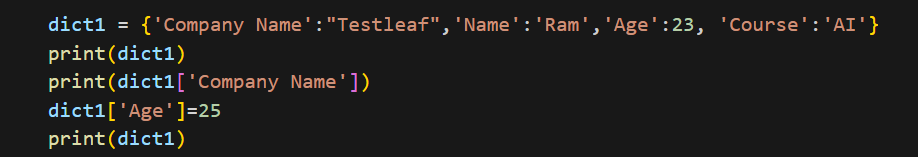 dict1 = {'Company Name':"Testleaf",'Name':'Ram','Age':23, 'Course':'AI'}
print(dict1)
print(dict1['Company Name'])
dict1['Age']=25
print(dict1)